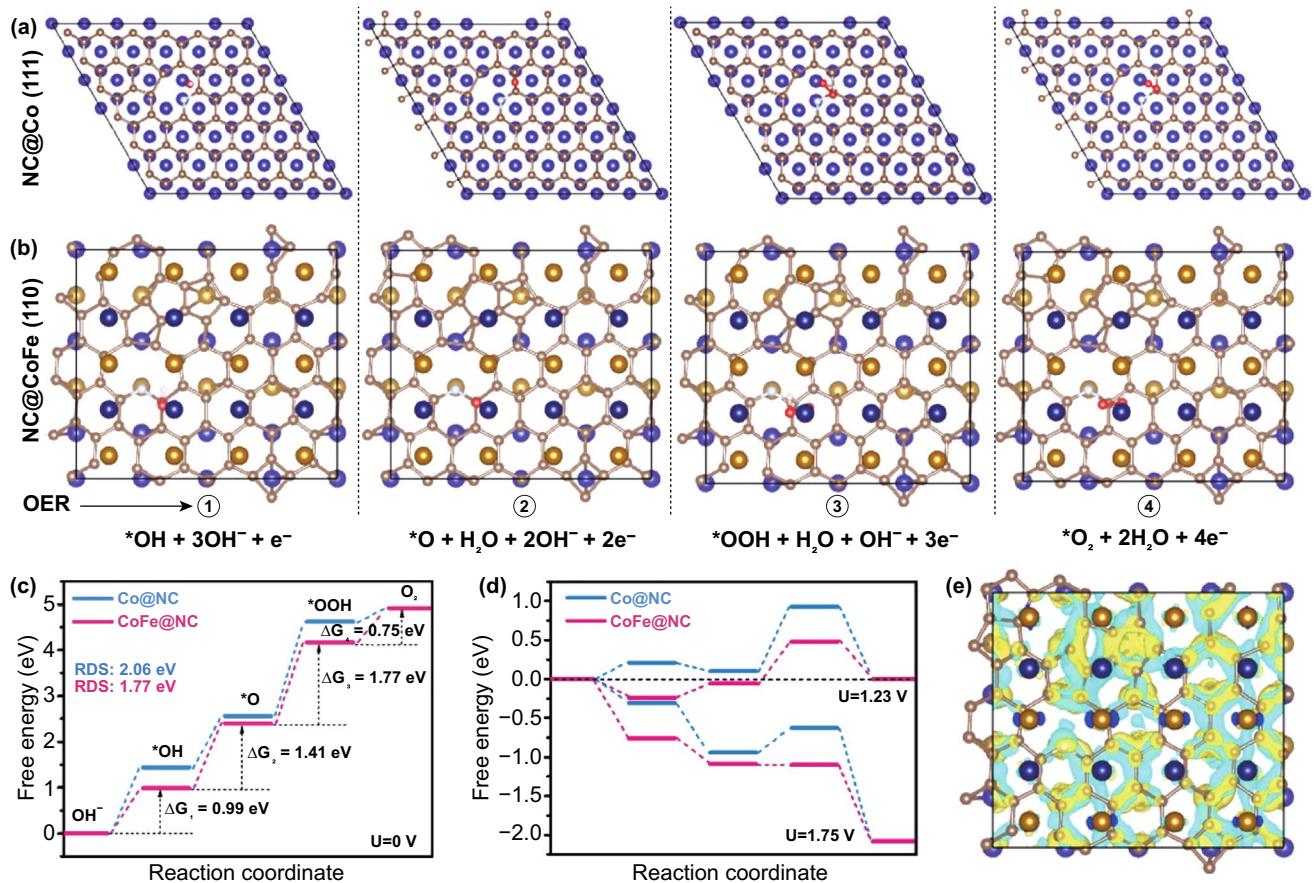 (a)
NC@Co (111)
(b)
NC@CoFe (110)
OER
① ② ③ ④
*OH + 3OH⁻ + e⁻
*O + H₂O + 2OH⁻ + 2e⁻
*OOH + H₂O + OH⁻ + 3e⁻
*O₂ + 2H₂O + 4e⁻
(c)
Co@NC
CoFe@NC
RDS: 2.06 eV
RDS: 1.77 eV
OH⁻
*OH
*O
*OOH
O₂
ΔG₁ = 0.99 eV
ΔG₂ = 1.41 eV
ΔG₃ = 1.77 eV
ΔG₄ = 0.75 eV
U=0 V
5
4
3
2
1
0
Free energy (eV)
Reaction coordinate
(d)
Co@NC
CoFe@NC
U=1.23 V
U=1.75 V
1.0
0.5
0.0
−0.5
−1.0
−1.5
−2.0
Free energy (eV)
Reaction coordinate
(e)